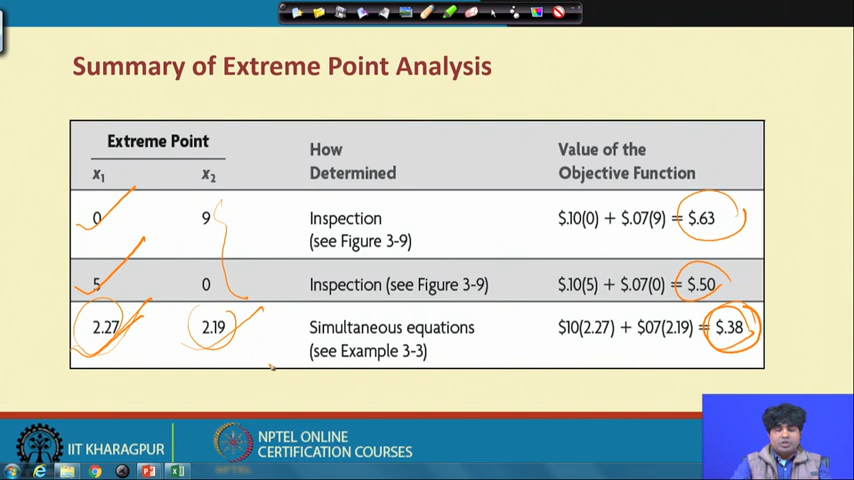 Summary of Extreme Point Analysis
Extreme Point
x₁ x₂
How Determined
Value of the Objective Function
0 9 Inspection $.10(0) + $.07(9) = $.63
(see Figure 3-9)
5 0 Inspection (see Figure 3-9) $.10(5) + $.07(0) = $.50
2.27 2.19 Simultaneous equations $10(2.27) + $07(2.19) = $.38
(see Example 3-3)
IIT KHARAGPUR
NPTEL ONLINE
CERTIFICATION COURSES
NPTEL